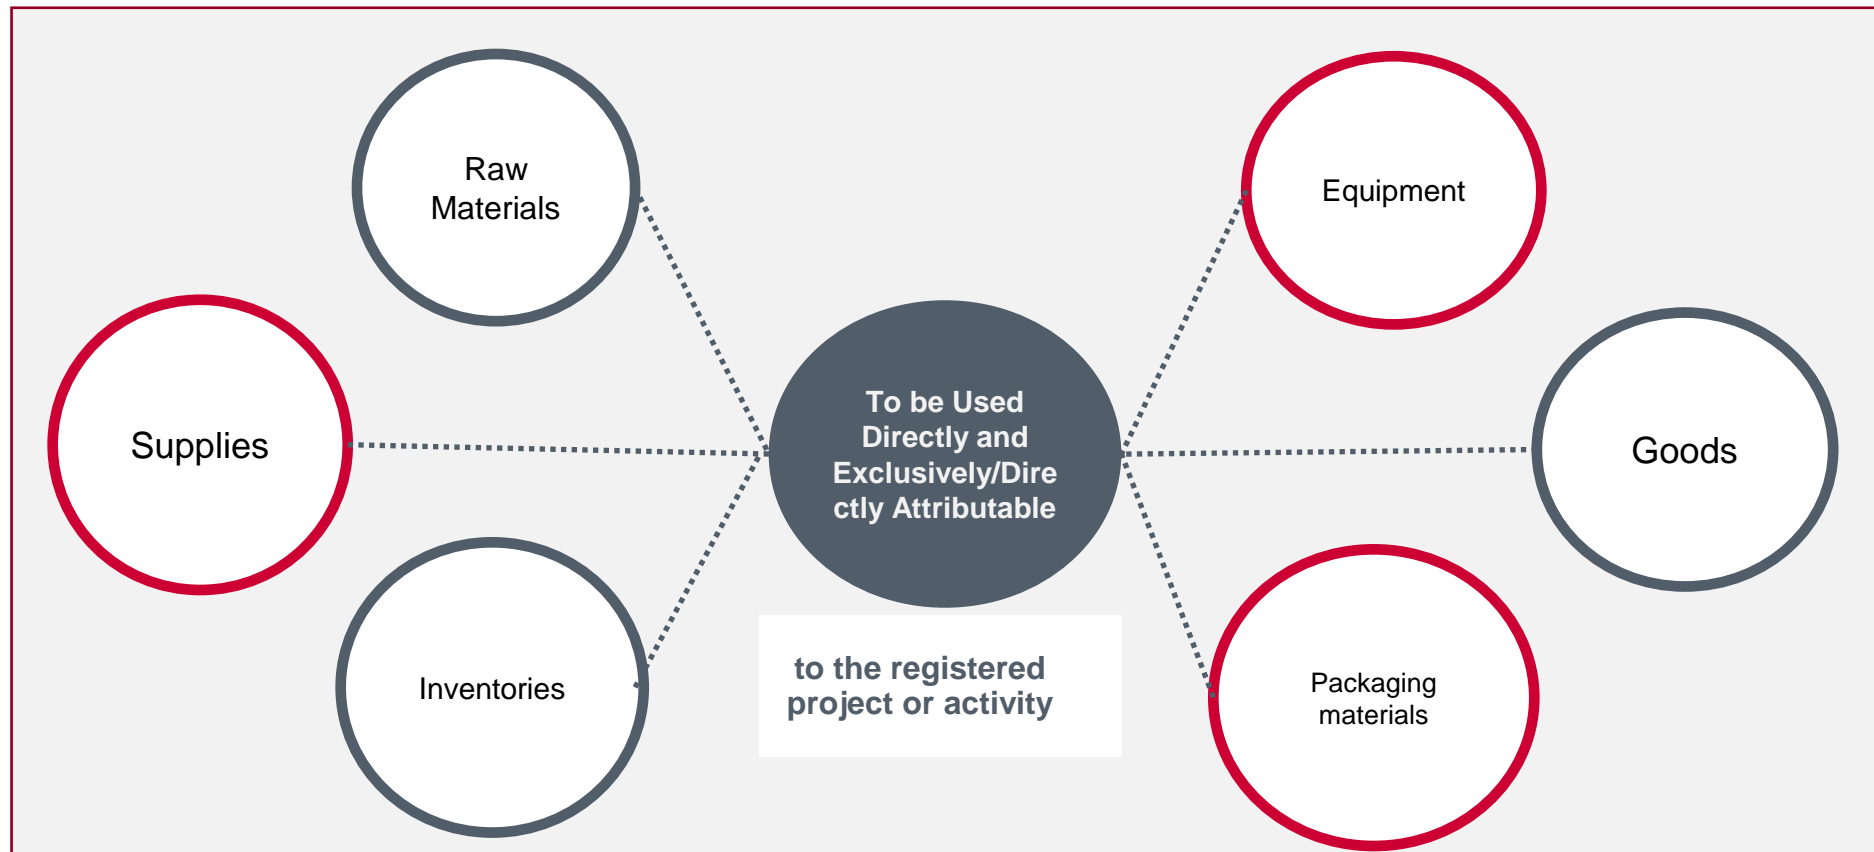 Raw
Materials
Supplies
Inventories
To be Used
Directly and
Exclusively/Dire
ctly Attributable
to the registered
project or activity
Equipment
Goods
Packaging
materials